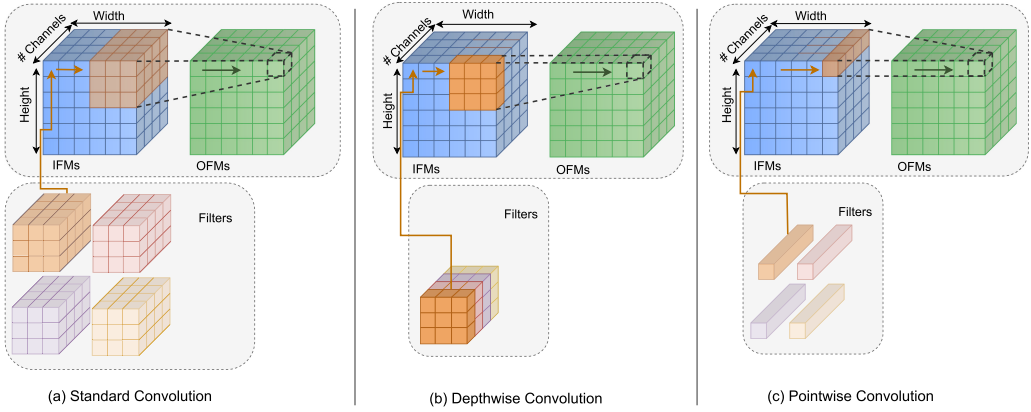 Width
# Channels
Height
IFMs
OFMs
Filters
(a) Standard Convolution
Width
# Channels
Height
IFMs
OFMs
Filters
(b) Depthwise Convolution
Width
# Channels
Height
IFMs
OFMs
Filters
(c) Pointwise Convolution